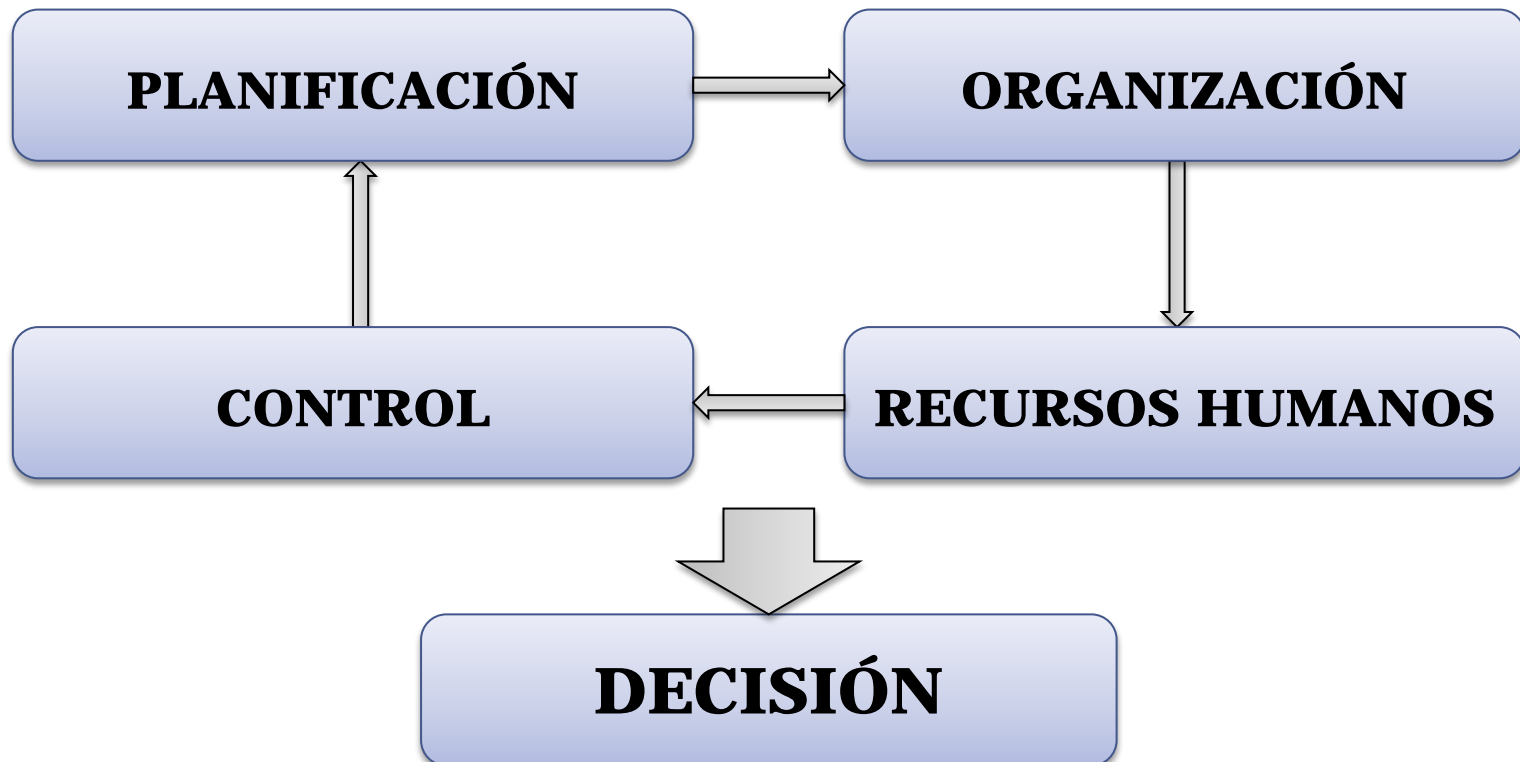 PLANIFICACIÓN
ORGANIZACIÓN
CONTROL
RECURSOS HUMANOS
DECISIÓN